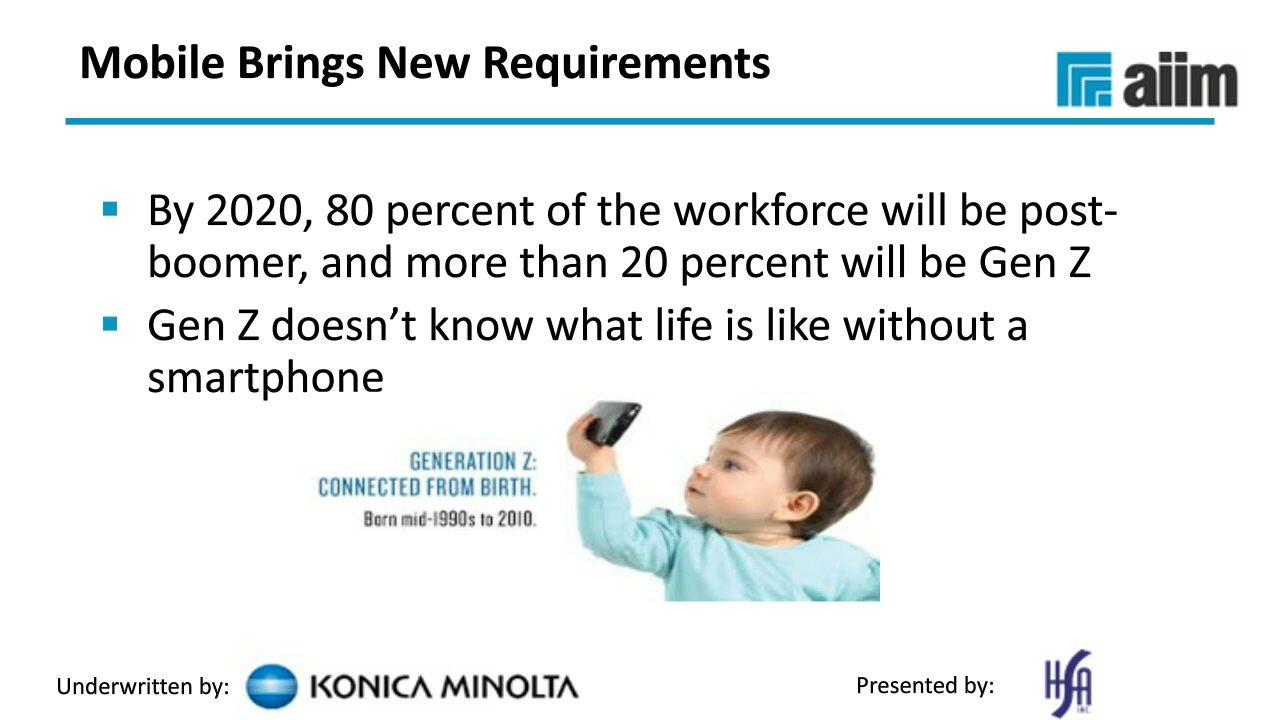 Mobile Brings New Requirements
aiim
By 2020, 80 percent of the workforce will be post-
boomer, and more than 20 percent will be Gen Z
Gen Z doesn’t know what life is like without a
smartphone
GENERATION Z:
CONNECTED FROM BIRTH.
Born mid-1990s to 2010.
Underwritten by:
KONICA MINOLTA
Presented by:
HSA
INC.